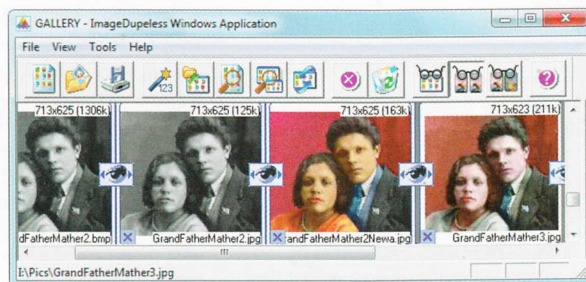 GALLERY - ImageDupeless Windows Application
File View Tools Help
123
713x625 (1306k) 713x625 (125k) 713x625 (163k) 713x623 (211k)
dFatherMather2.bmp GrandFatherMather2.jpg randFatherMather2Newa.jpg GrandFatherMather3.jpg
I:\Pics\GrandFatherMather3.jpg